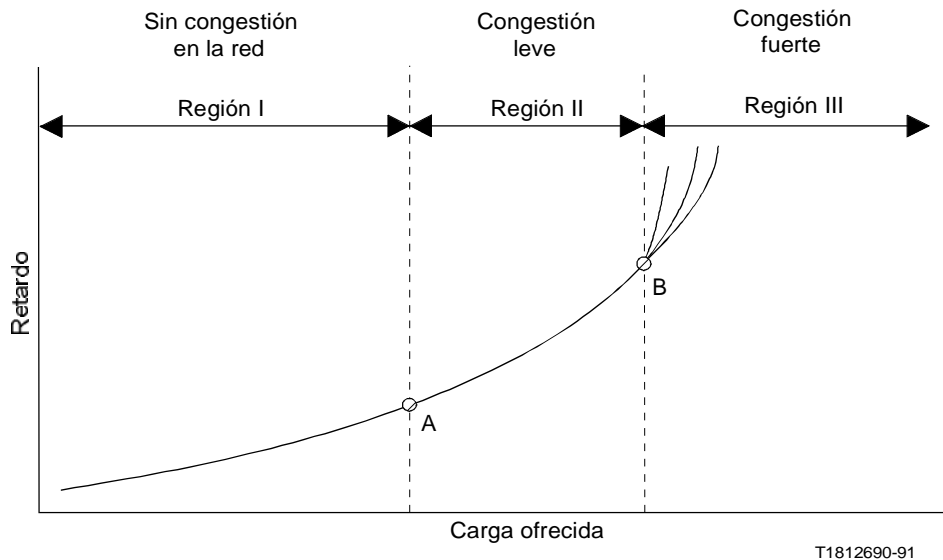 Sin congestión
en la red
Congestión
leve
Congestión
fuerte
Región I
Región II
Región III
Retardo
A
B
Carga ofrecida
T1812690-91